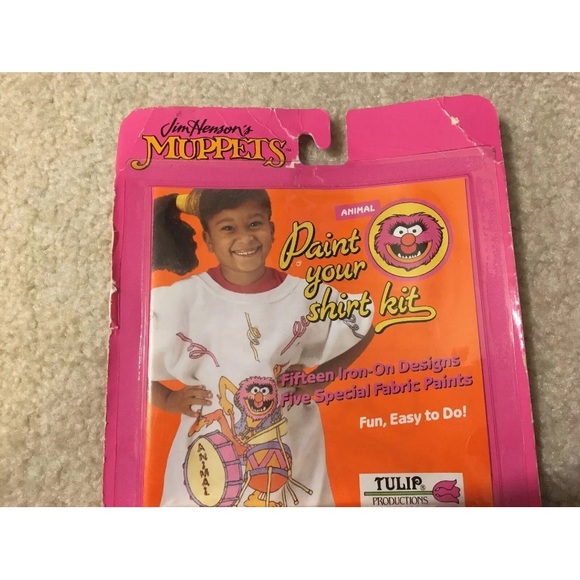 Jim Henson's
MUPPETS™
ANIMAL
Paint
your
shirt kit
Fifteen Iron-On Designs
Five Special Fabric Paints
Fun, Easy to Do!
ANIMAL
TULIP®
PRODUCTIONS